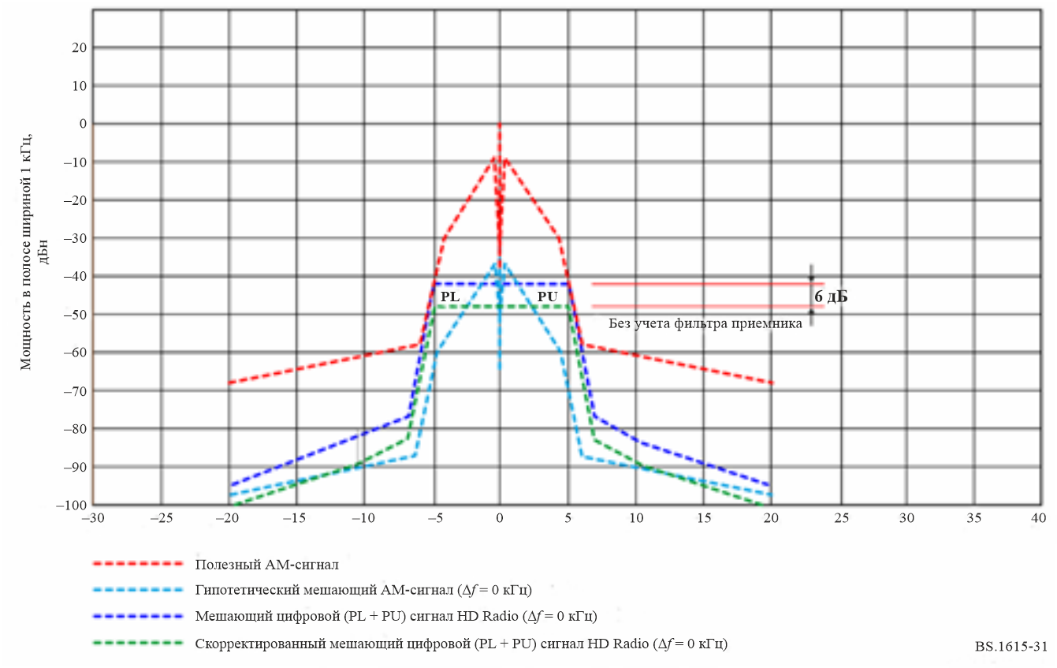 Мощность в полосе шириной 1 кГц,
дБн
20
10
0
–10
–20
–30
–40
–50
–60
–70
–80
–90
–100
PL
PU
6 дБ
Без учета фильтра приемника
–30
–25
–20
–15
–10
–5
0
5
10
15
20
25
30
35
40
Полезный АМ-сигнал
Гипотетический мешающий АМ-сигнал (Δf = 0 кГц)
Мешающий цифровой (PL + PU) сигнал HD Radio (Δf = 0 кГц)
Скорректированный мешающий цифровой (PL + PU) сигнал HD Radio (Δf = 0 кГц)
BS.1615-31